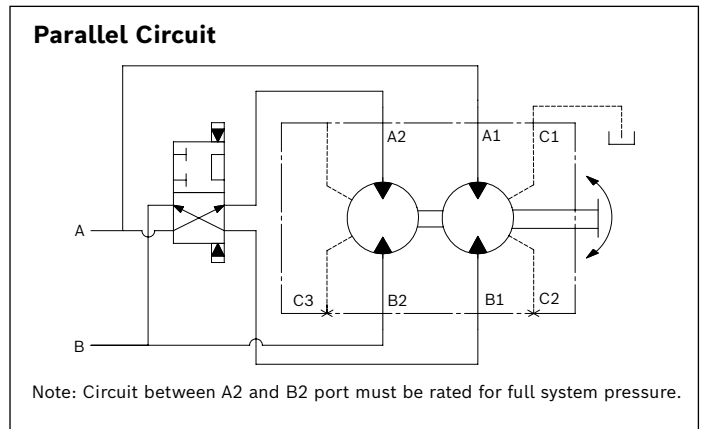 Parallel Circuit
A2
A1
C1
A
C3
B2
B1
C2
B
Note: Circuit between A2 and B2 port must be rated for full system pressure.